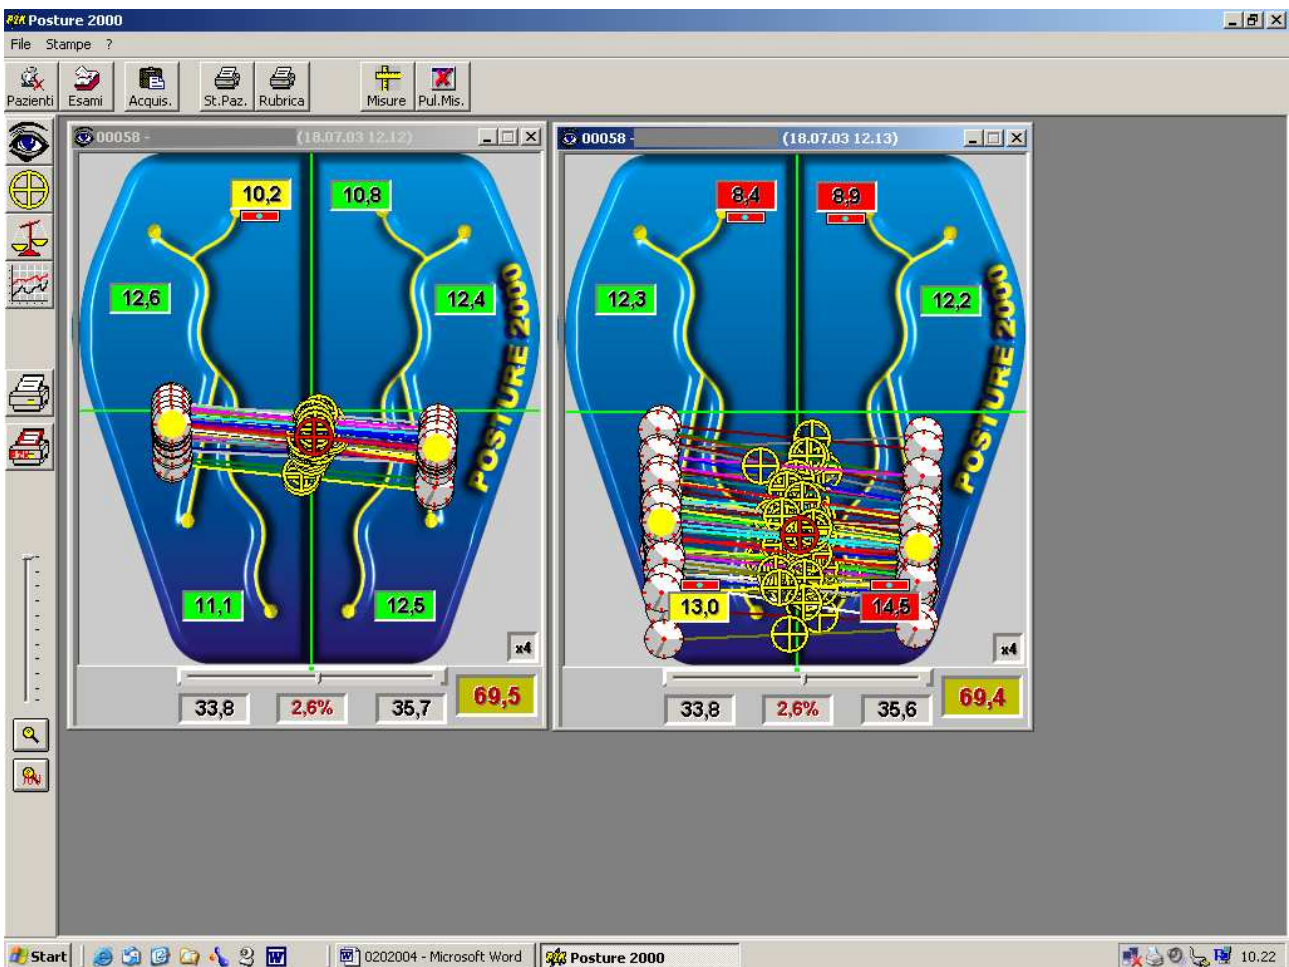 P2K Posture 2000
File Stampe ?
Pazienti Esami Acquis. St.Paz. Rubrica Misure Pul.Mis.
00058 - (18.07.03 12.12)
10,2 10,8
12,6 12,4
POSTURE 2000
11,1 12,5
x4
33,8 2,6% 35,7 69,5
00058 - (18.07.03 12.13)
8,4 8,9
12,3 12,2
POSTURE 2000
13,0 14,5
x4
33,8 2,6% 35,6 69,4
Start 0202004 - Microsoft Word Posture 2000 10.22